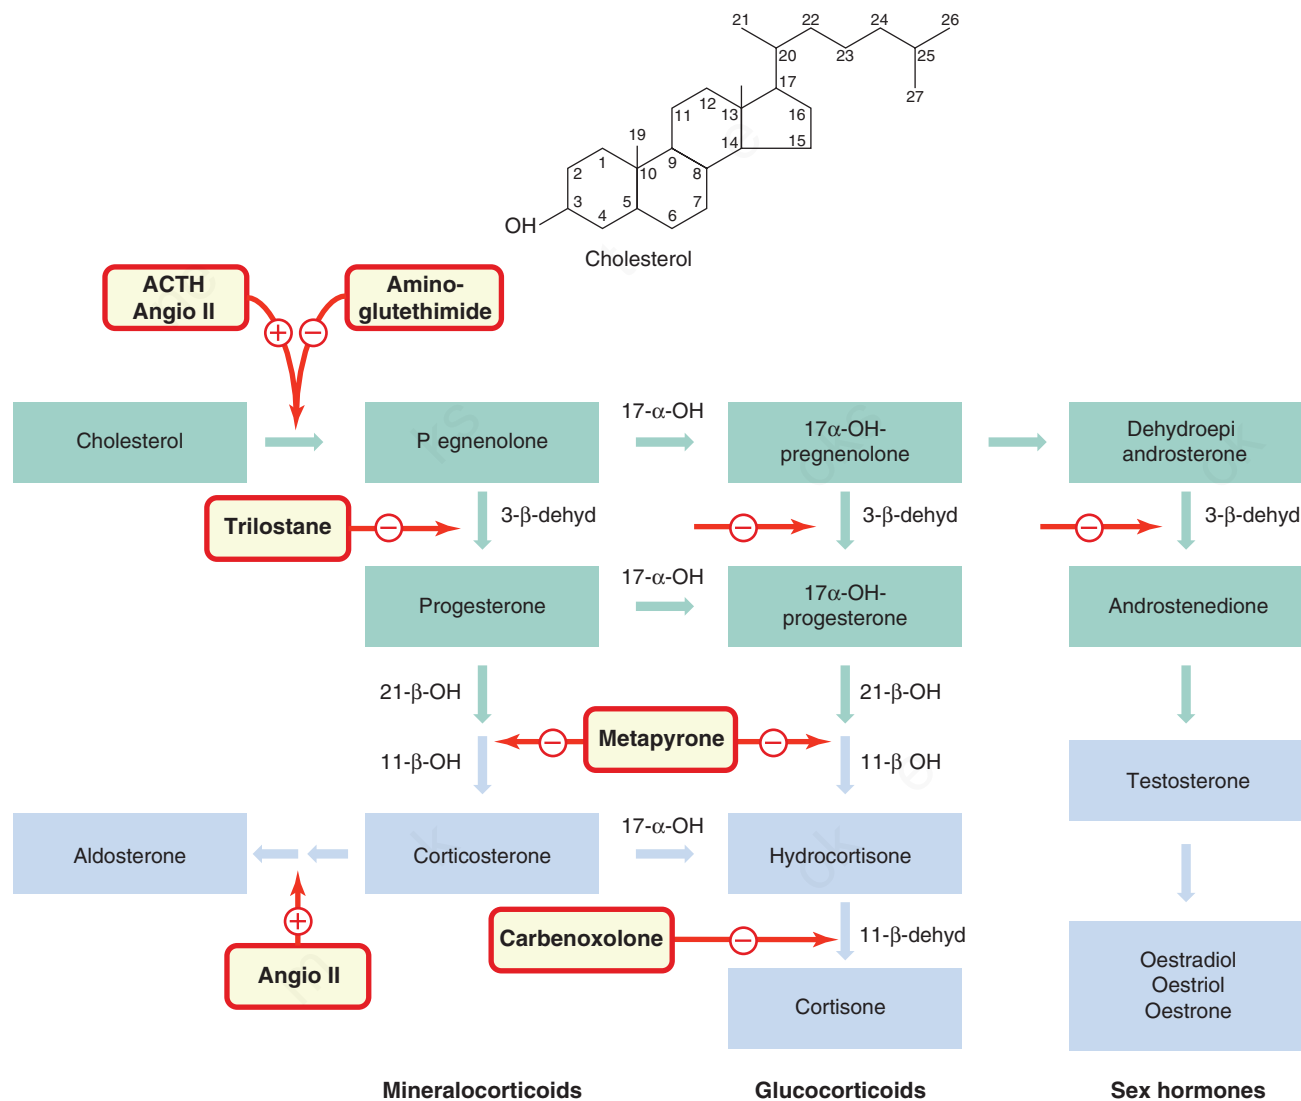 21
22
24
26
20
23
25
27
17
12
11
13
16
19
14
15
1
9
2
10
8
3
4
5
6
7
OH
Cholesterol
ACTH
Angio II
Amino-
glutethimide
+
−
Cholesterol
P egnenolone
17-α-OH
17α-OH-
pregnenolone
Dehydroepi
androsterone
Trilostane
−
3-β-dehyd
−
3-β-dehyd
−
3-β-dehyd
Progesterone
17-α-OH
17α-OH-
progesterone
Androstenedione
21-β-OH
21-β-OH
−
Metapyrone
−
11-β-OH
11-β OH
Testosterone
Aldosterone
Corticosterone
17-α-OH
Hydrocortisone
+
Angio II
Carbenoxolone
−
11-β-dehyd
Cortisone
Oestradiol
Oestriol
Oestrone
Mineralocorticoids
Glucocorticoids
Sex hormones